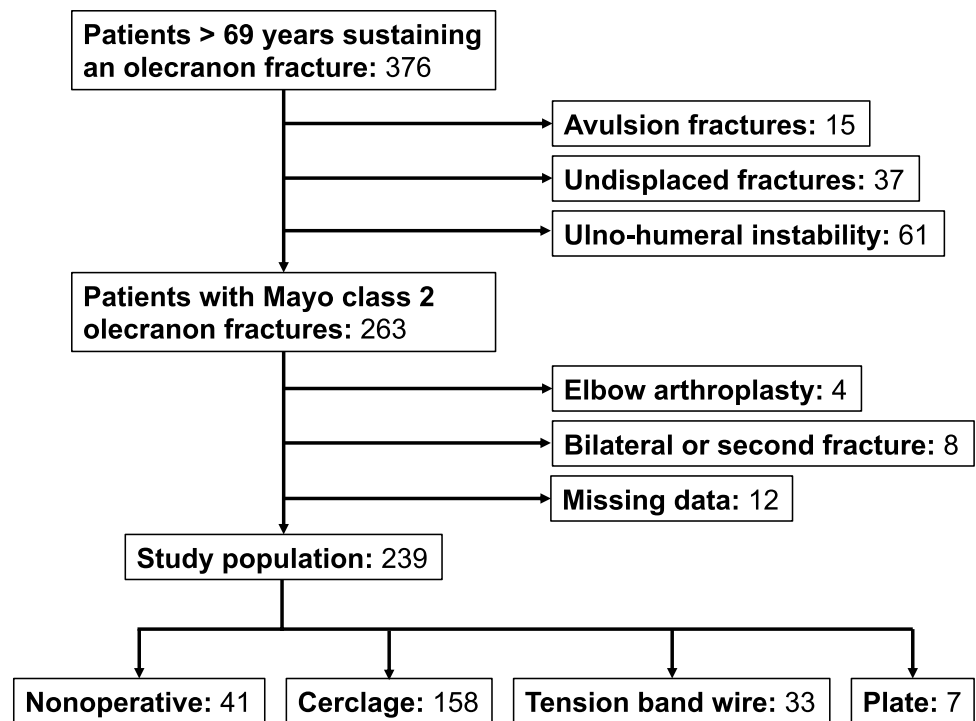 Patients > 69 years sustaining
an olecranon fracture: 376
Avulsion fractures: 15
Undisplaced fractures: 37
Ulno-humeral instability: 61
Patients with Mayo class 2
olecranon fractures: 263
Elbow arthroplasty: 4
Bilateral or second fracture: 8
Missing data: 12
Study population: 239
Nonoperative: 41
Cerclage: 158
Tension band wire: 33
Plate: 7